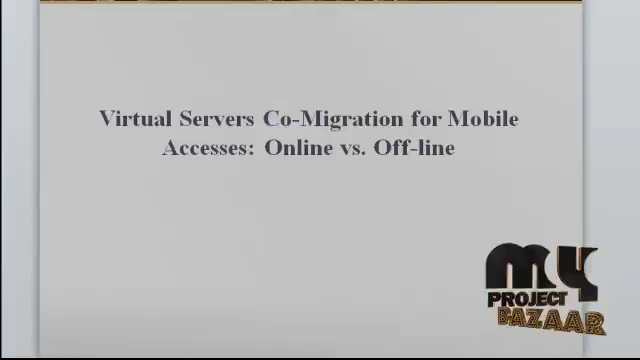 Virtual Servers Co-Migration for Mobile
Accesses: Online vs. Off-line
MY
PROJECT
BAZAAR